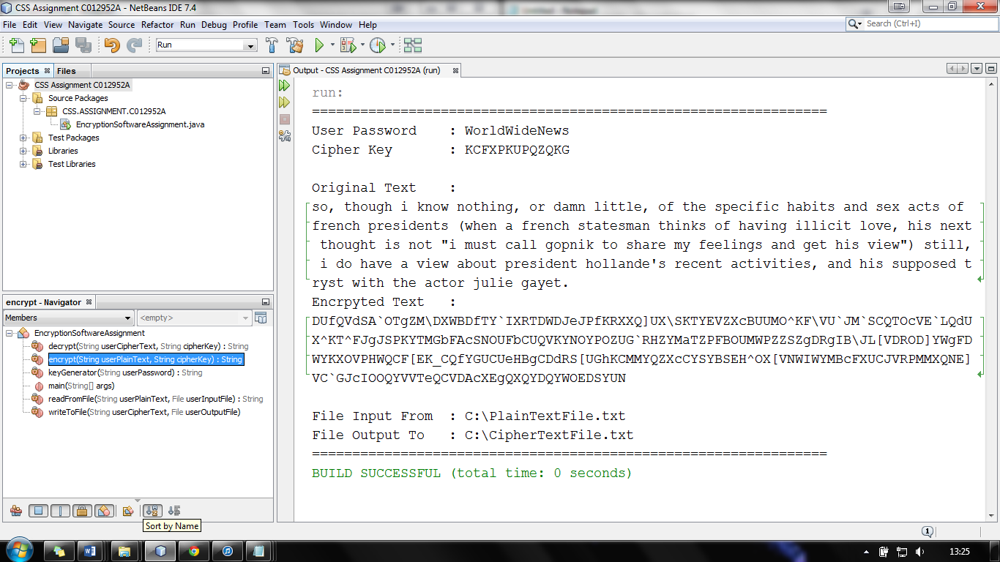 CSS Assignment C012952A - NetBeans IDE 7.4
File Edit View Navigate Source Refactor Run Debug Profile Team Tools Window Help
Search (Ctrl+I)
Run
Projects Files
CSS Assignment C012952A
Source Packages
CSS.ASSIGNMENT.C012952A
EncryptionSoftwareAssignment.java
Test Packages
Libraries
Test Libraries
encrypt - Navigator
Members <empty>
EncryptionSoftwareAssignment
decrypt(String userCipherText, String cipherKey) : String
encrypt(String userPlainText, String cipherKey) : String
keyGenerator(String userPassword) : String
main(String[] args)
readFromFile(String userPlainText, File userInputFile) : String
writeToFile(String userCipherText, File userOutputFile)
Sort by Name
Output - CSS Assignment C012952A (run)
run:
================================================================
User Password    : WorldWideNews
Cipher Key       : KCFXPKUPQZQKG
Original Text    :
so, though i know nothing, or damn little, of the specific habits and sex acts of
french presidents (when a french statesman thinks of having illicit love, his next
 thought is not "i must call gopnik to share my feelings and get his view") still,
 i do have a view about president hollande's recent activities, and his supposed t
ryst with the actor julie gayet.
Encrpyted Text   :
DUfQVdSA`OTgZM\DXWBDfTY`IXRTDWDJeJPfKRXXQ]UX\SKTYEVZXcBUUMO^KF\VU`JM`SCQTOcVE`LQdU
X^KT^FJgJSPKYTMGbFAcSNOUFbCUQVKYNOYPOZUG`RHZYMaTZPFBOUMWPZZSZgDRgIB\JL[VDROD]YWgFD
WYKXOVPHWQCF[EK_CQfYGUCUeHBgCDdRS[UGhKCMMYQZXcCYSYBSEH^OX[VNWIWYMBcFXUCJVRPMMXQNE]
VC`GJcIOOQYVVTeQCVDAcXEgQXQYDQYWOEDSYUN
File Input From  : C:\PlainTextFile.txt
File Output To   : C:\CipherTextFile.txt
================================================================
BUILD SUCCESSFUL (total time: 0 seconds)
1
13:25